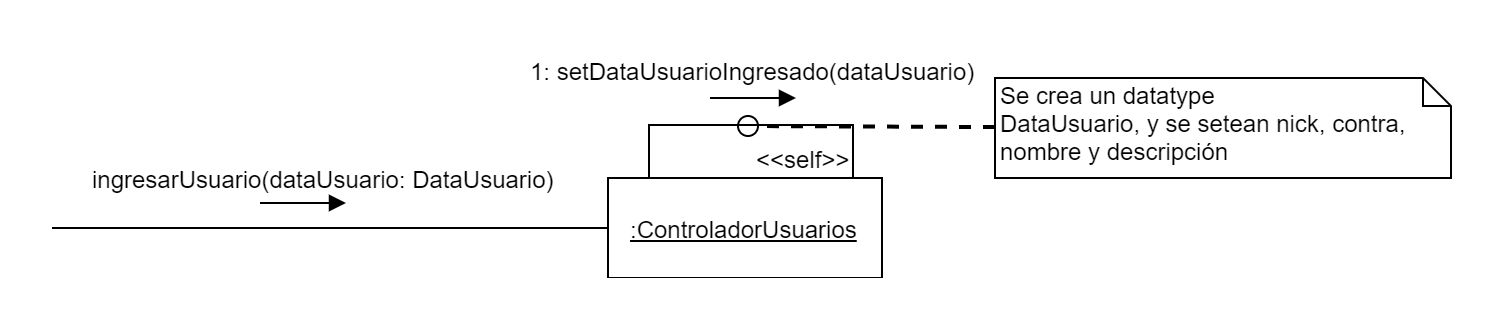 1: setDataUsuarioIngresado(dataUsuario)
Se crea un datatype
DataUsuario, y se setean nick, contra,
nombre y descripción
<<self>>
ingresarUsuario(dataUsuario: DataUsuario)
:ControladorUsuarios